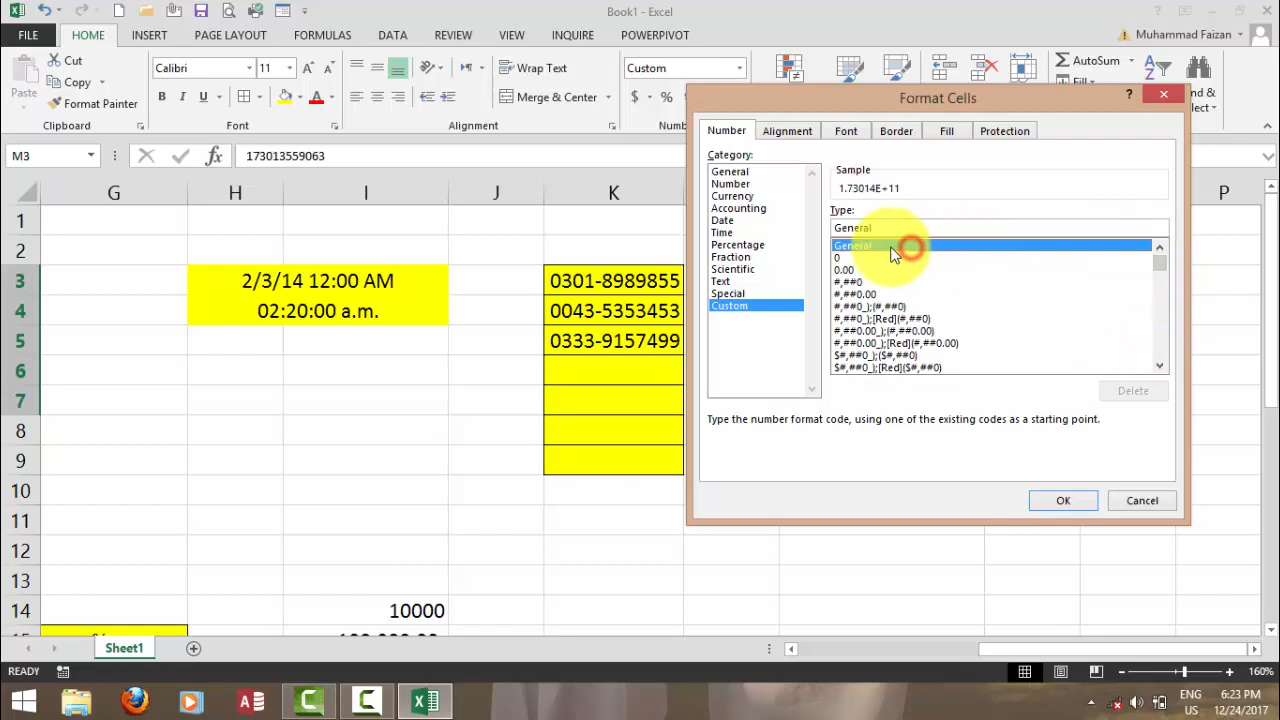 Book1 - Excel
FILE HOME INSERT PAGE LAYOUT FORMULAS DATA REVIEW VIEW INQUIRE POWERPIVOT Muhammad Faizan
Cut
Copy
Format Painter
Paste
Clipboard
Calibri 11
B I U
Font
Wrap Text
Merge & Center
Alignment
Custom
$ %
AutoSum
M3 fx 173013559063
G H I J K P
1
2
3 2/3/14 12:00 AM 0301-8989855
4 02:20:00 a.m. 0043-5353453
5 0333-9157499
6
7
8
9
10
11
12
13
14 10000
Format Cells
Number Alignment Font Border Fill Protection
Category:
General
Number
Currency
Accounting
Date
Time
Percentage
Fraction
Scientific
Text
Special
Custom
Sample
1.73014E+11
Type:
General
General
0
0.00
#,##0
#,##0.00
#,##0_);(#,##0)
#,##0_);[Red](#,##0)
#,##0.00_);(#,##0.00)
#,##0.00_);[Red](#,##0.00)
$#,##0_);($#,##0)
$#,##0_);[Red]($#,##0)
Delete
Type the number format code, using one of the existing codes as a starting point.
OK Cancel
Sheet1
READY 160%
ENG
US
6:23 PM
12/24/2017